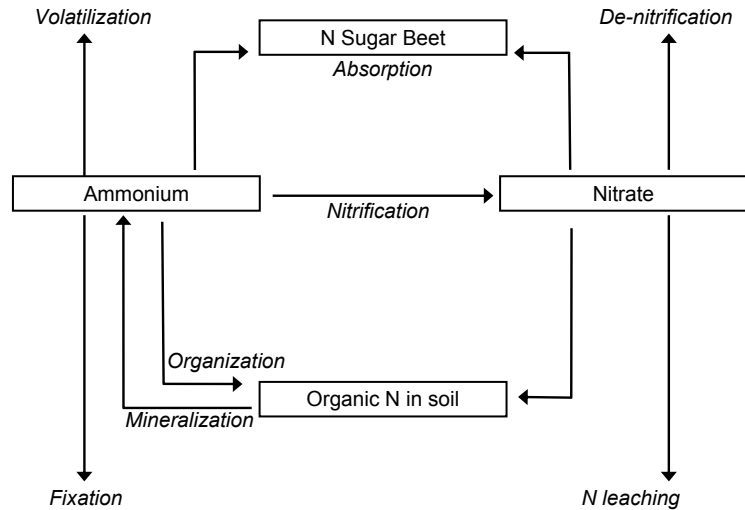 Volatilization
De-nitrification
N Sugar Beet
Absorption
Ammonium
Nitrate
Nitrification
Organization
Organic N in soil
Mineralization
Fixation
N leaching